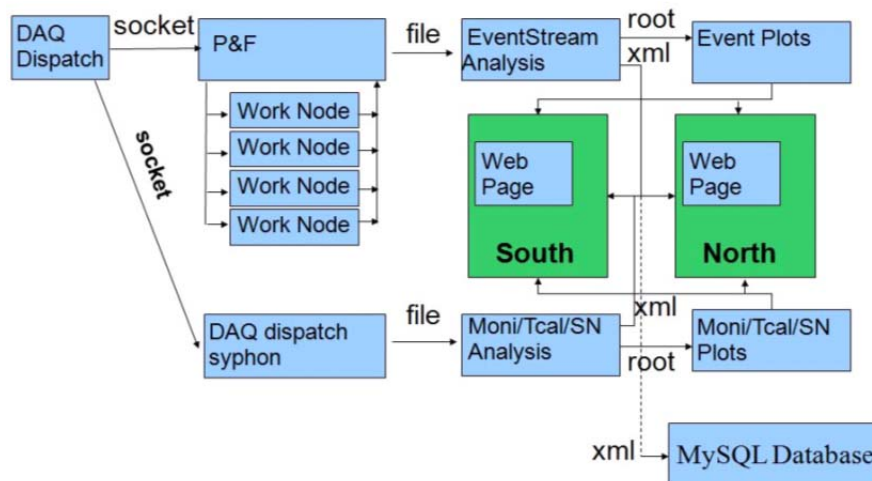 DAQ
Dispatch
socket
P&F
file
EventStream
Analysis
root
xml
Event Plots
Work Node
Work Node
Work Node
Work Node
socket
Web
Page
South
Web
Page
North
DAQ dispatch
syphon
file
Moni/Tcal/SN
Analysis
xml
root
Moni/Tcal/SN
Plots
xml
MySQL Database